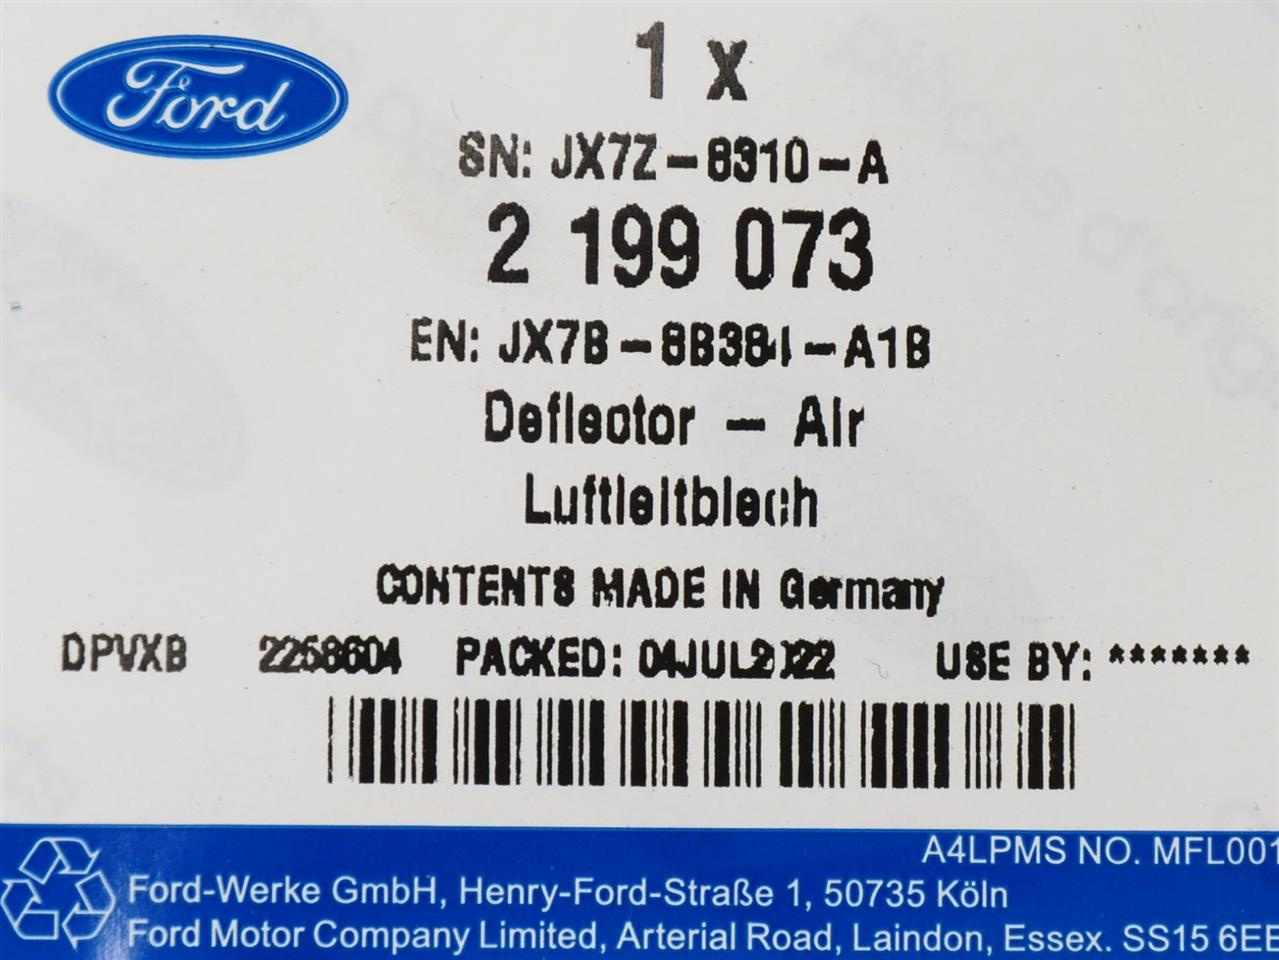 Ford
1 x
SN: JX7Z-8310-A
2 199 073
EN: JX7B-8B384-A1B
Deflector - Air
Luftleitblech
CONTENTS MADE IN Germany
DPVXB 2258604 PACKED: 04JUL2022 USE BY: *******
A4LPMS NO. MFL001
Ford-Werke GmbH, Henry-Ford-Straße 1, 50735 Köln
Ford Motor Company Limited, Arterial Road, Laindon, Essex. SS15 6EE